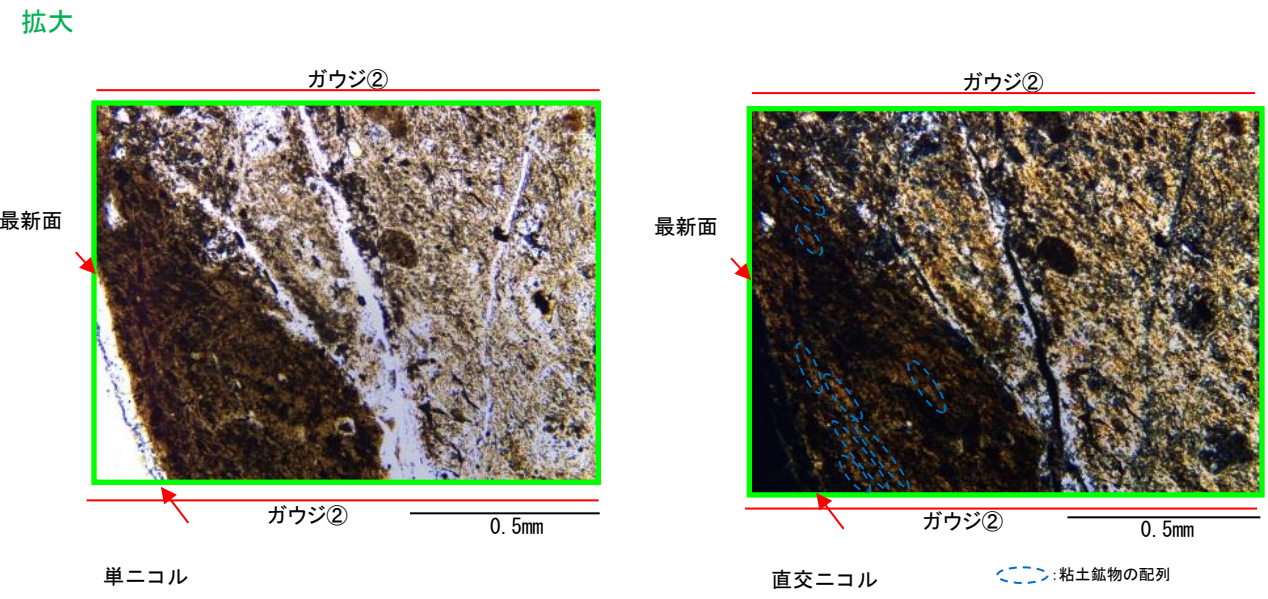 拡大
ガウジ②
ガウジ②
最新面
最新面
ガウジ②
ガウジ②
0.5mm
0.5mm
単ニコル
直交ニコル
:粘土鉱物の配列